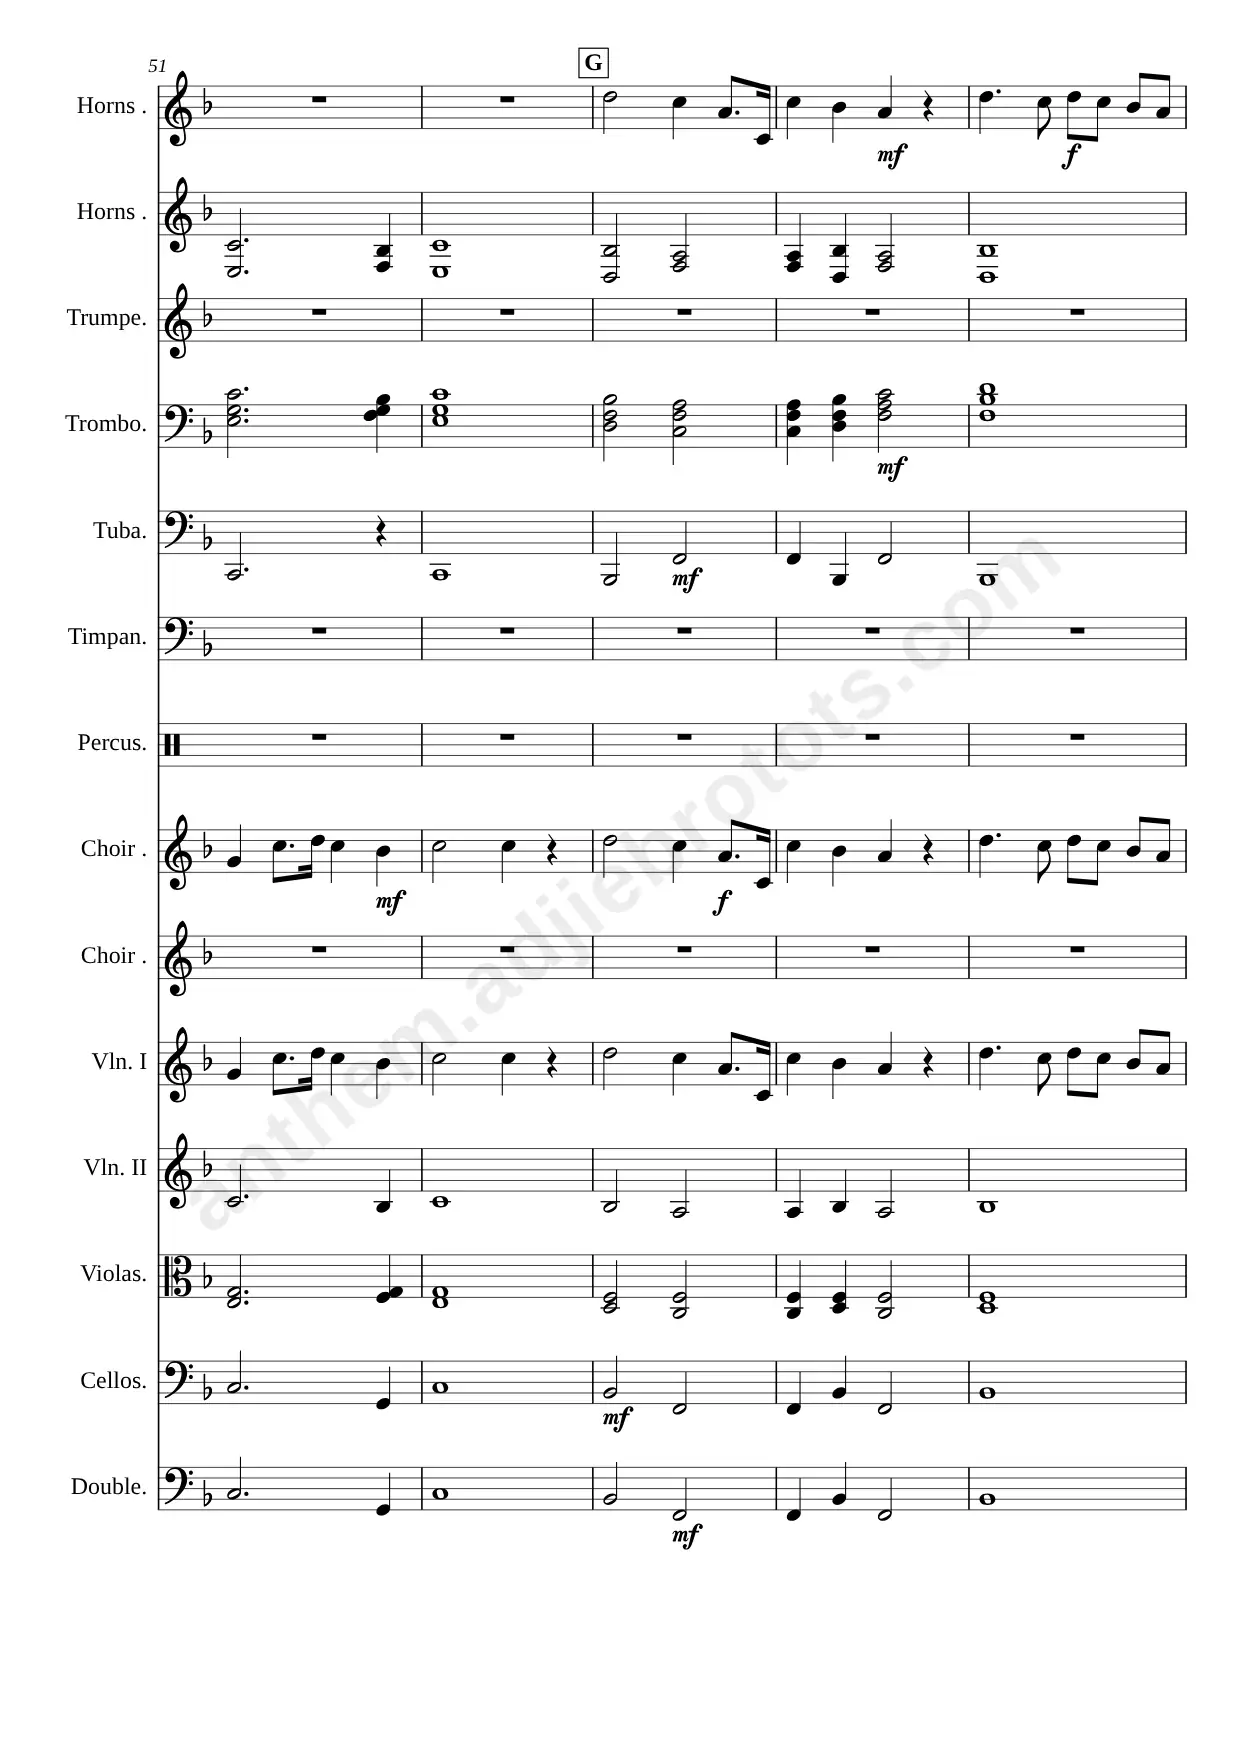 51
G
Horns .
mf
f
Horns .
Trumpe.
Trombo.
mf
Tuba.
mf
Timpan.
Percus.
Choir .
mf
f
Choir .
Vln. I
Vln. II
Violas.
Cellos.
mf
Double.
mf
anthem.adjiebrotots.com